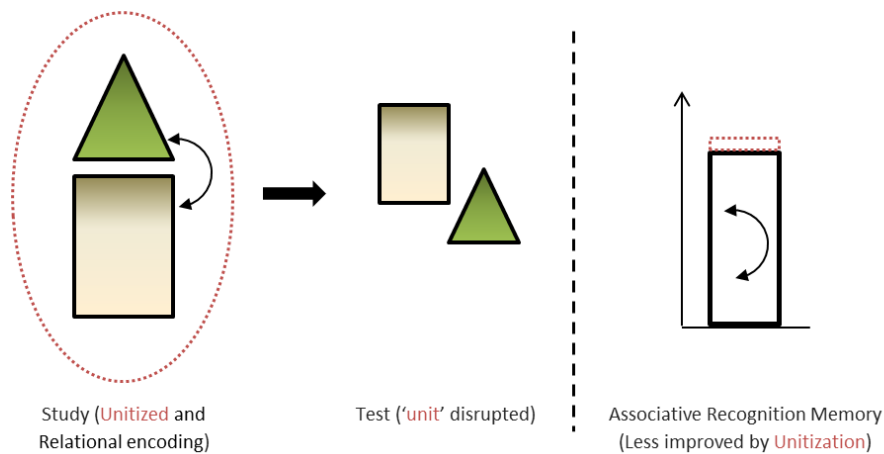 Study (Unitized and
Relational encoding)
Test (‘unit’ disrupted)
Associative Recognition Memory
(Less improved by Unitization)